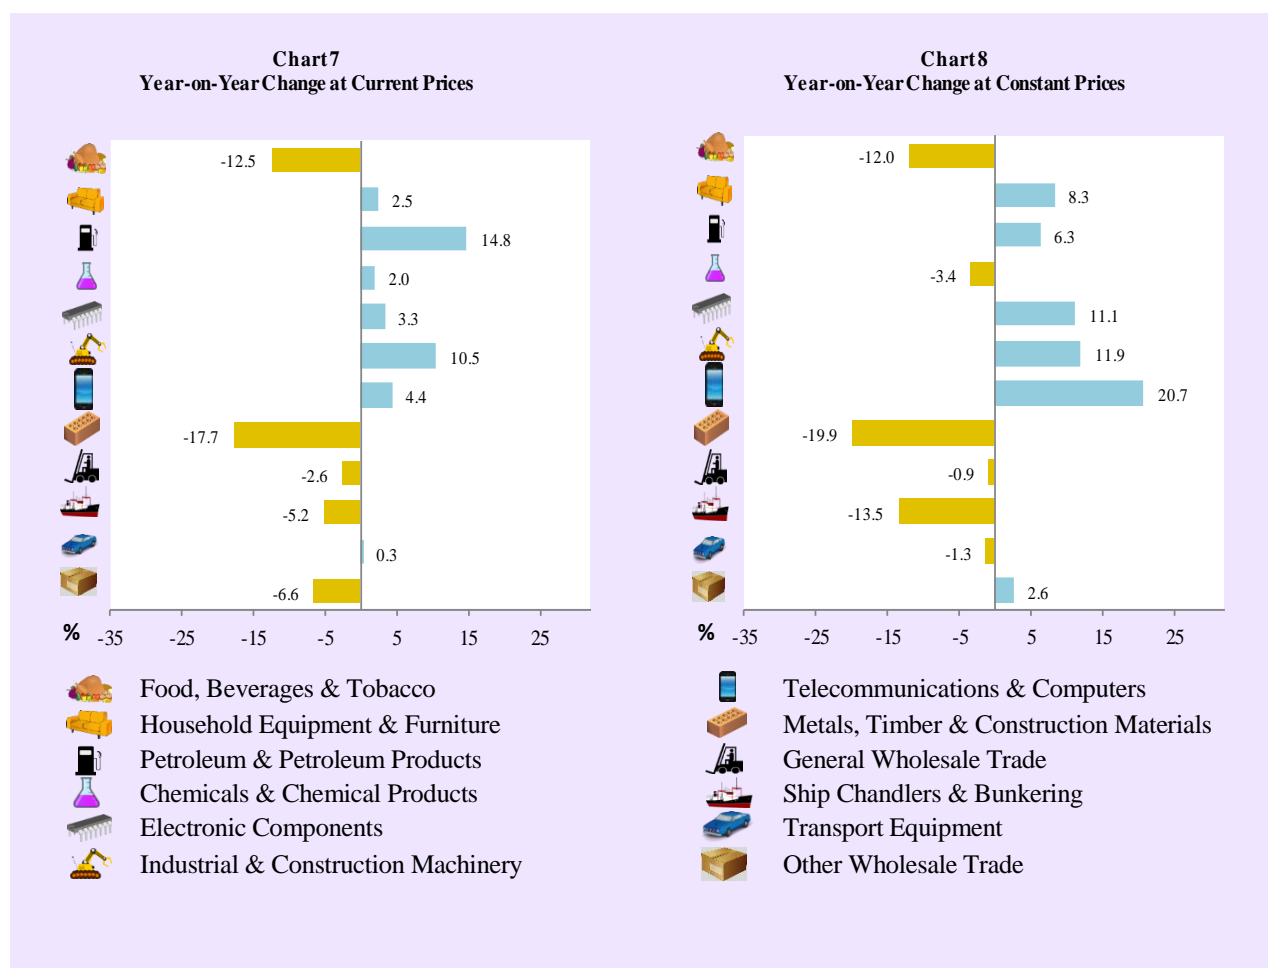 Chart 7
Year-on-Year Change at Current Prices
-12.5
2.5
14.8
2.0
3.3
10.5
4.4
-17.7
-2.6
-5.2
0.3
-6.6
% -35 -25 -15 -5 5 15 25
Chart 8
Year-on-Year Change at Constant Prices
-12.0
8.3
6.3
-3.4
11.1
11.9
20.7
-19.9
-0.9
-13.5
-1.3
2.6
% -35 -25 -15 -5 5 15 25
Food, Beverages & Tobacco
Household Equipment & Furniture
Petroleum & Petroleum Products
Chemicals & Chemical Products
Electronic Components
Industrial & Construction Machinery
Telecommunications & Computers
Metals, Timber & Construction Materials
General Wholesale Trade
Ship Chandlers & Bunkering
Transport Equipment
Other Wholesale Trade